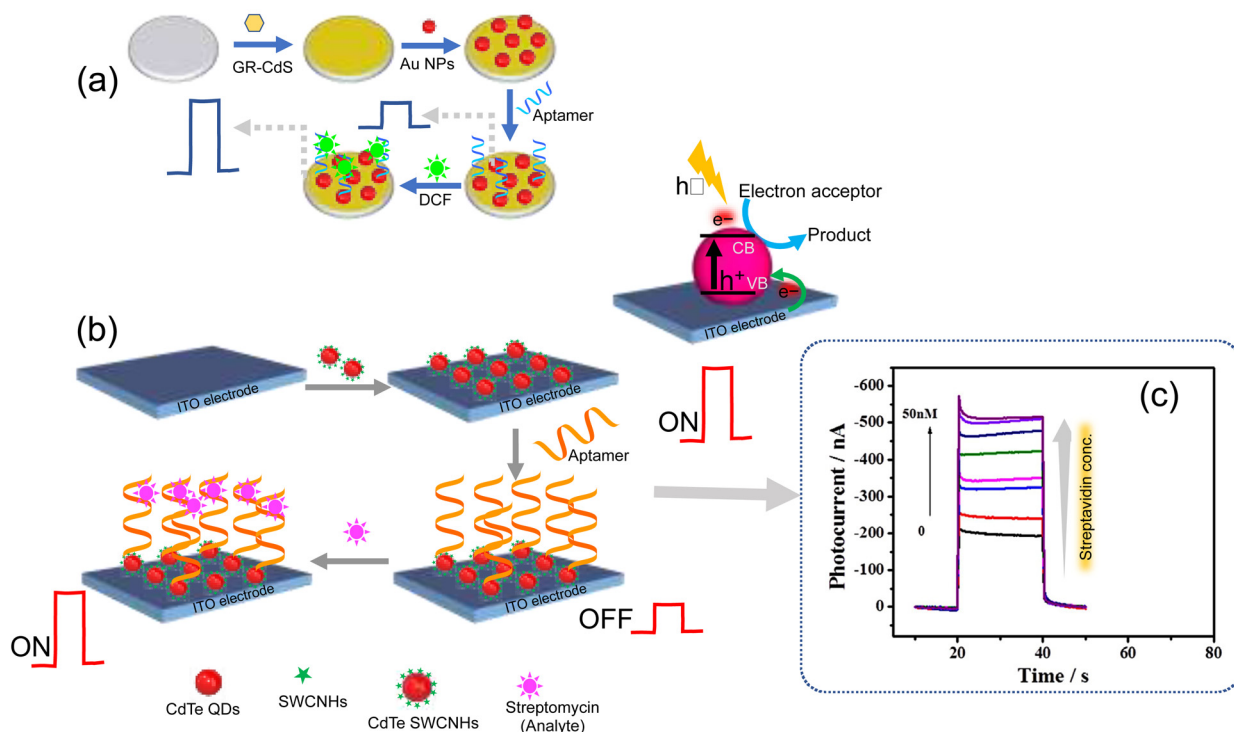 (a)
GR-CdS
Au NPs
Aptamer
DCF
h□
Electron acceptor
Product
e−
CB
h+
VB
e−
ITO electrode
(b)
ITO electrode
ITO electrode
Aptamer
ON
ITO electrode
ITO electrode
ON
OFF
CdTe QDs
SWCNHs
CdTe SWCNHs
Streptomycin
(Analyte)
(c)
Photocurrent / nA
-600
-500
-400
-300
-200
-100
0
50nM
0
Streptavidin conc.
20
40
60
80
Time / s